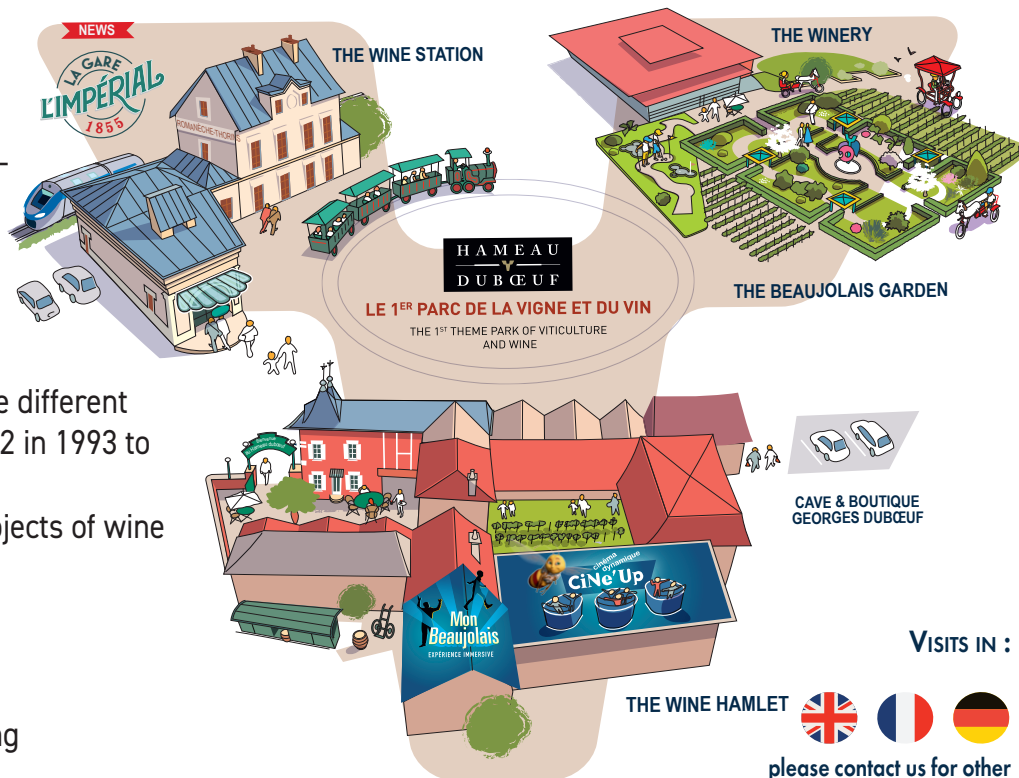 NEWS
LA GARE
L'IMPÉRIAL
1855
THE WINE STATION
THE WINERY
ROMANÈCHE-THORINS
HAMEAU
DUBŒUF
LE 1ER PARC DE LA VIGNE ET DU VIN
THE 1ST THEME PARK OF VITICULTURE
AND WINE
THE BEAUJOLAIS GARDEN
e different
2 in 1993 to
jects of wine
CAVE & BOUTIQUE
GEORGES DUBŒUF
cinéma
dynamique
CiNe'Up
Mon
Beaujolais
EXPÉRIENCE IMMERSIVE
VISITS IN :
THE WINE HAMLET
g
please contact us for other